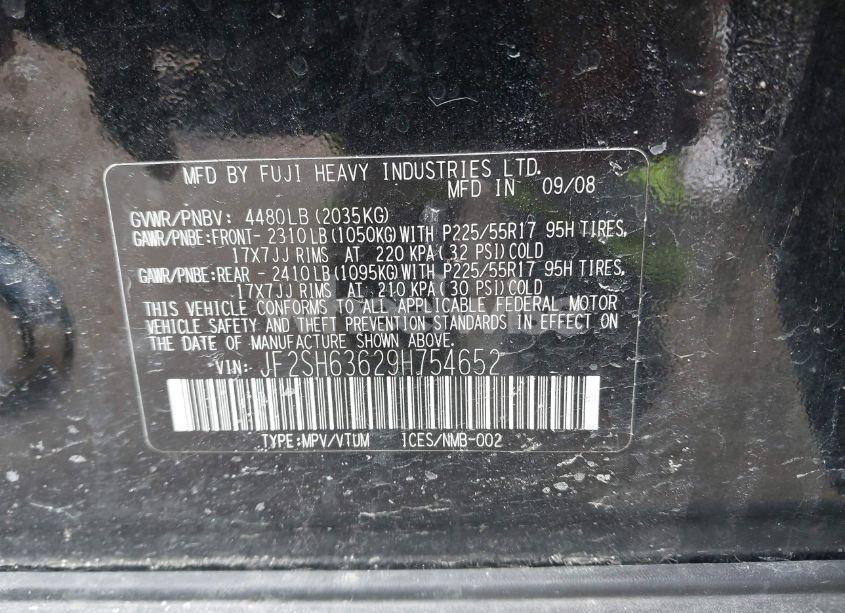 MFD BY FUJI HEAVY INDUSTRIES LTD.
MFD IN 09/08
GVWR/PNBV: 4480LB (2035KG)
GAWR/PNBE:FRONT- 2310LB (1050KG) WITH P225/55R17 95H TIRES,
17X7JJ RIMS AT 220 KPA (32 PSI) COLD
GAWR/PNBE:REAR - 2410LB (1095KG) WITH P225/55R17 95H TIRES,
17X7JJ RIMS AT 210 KPA (30 PSI) COLD
THIS VEHICLE CONFORMS TO ALL APPLICABLE FEDERAL MOTOR
VEHICLE SAFETY AND THEFT PREVENTION STANDARDS IN EFFECT ON
THE DATE OF MANUFACTURE SHOWN ABOVE.
VIN: JF2SH63629H754652
TYPE:MPV/VTUM ICES/NMB-002